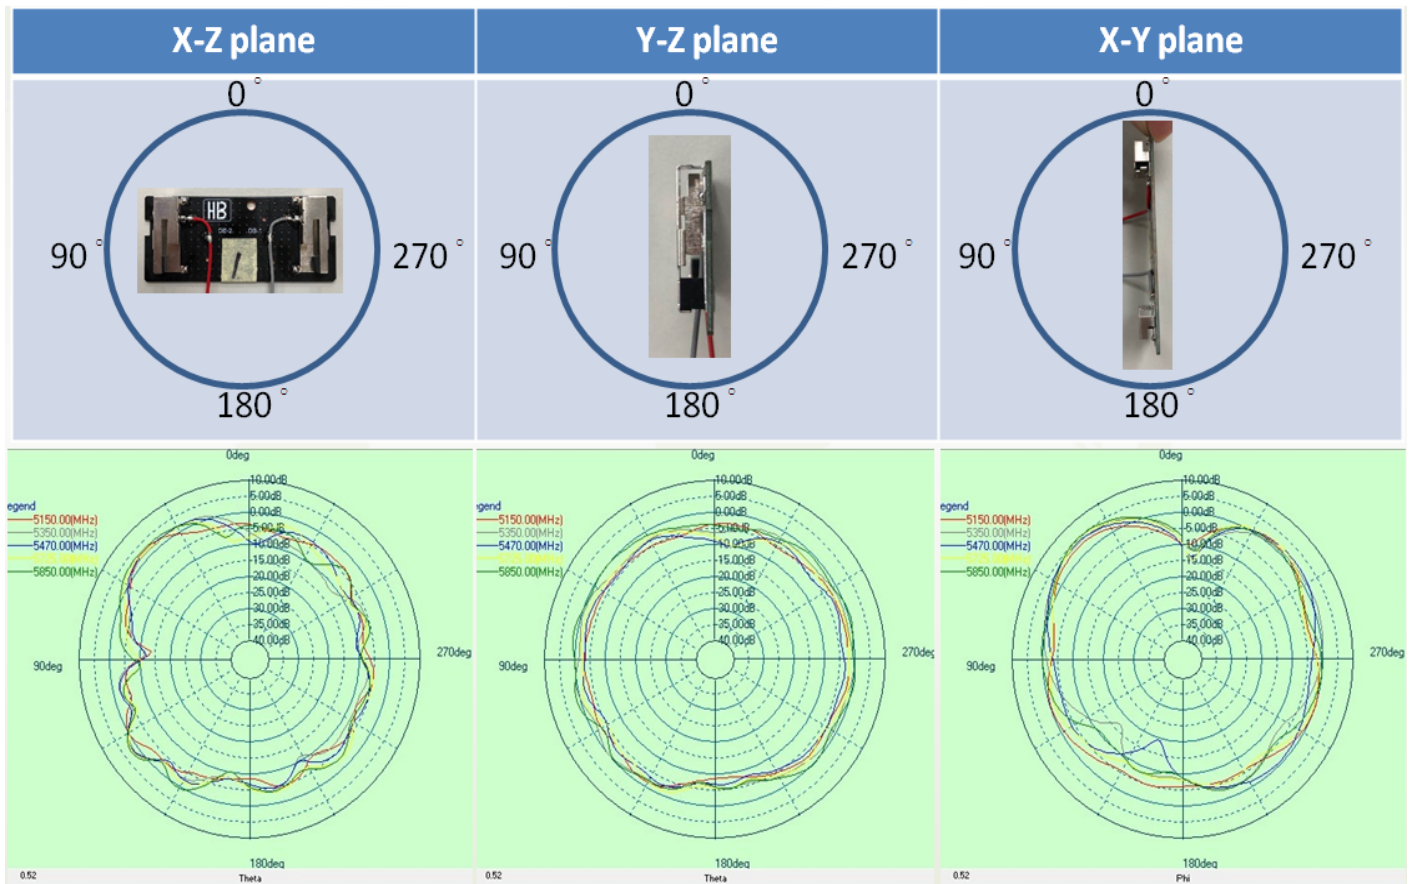 X-Z plane
Y-Z plane
X-Y plane
0°
90°
270°
180°
HB
0°
90°
270°
180°
0°
90°
270°
180°
0deg
10.00dB
5.00dB
0.00dB
-5.00dB
-10.00dB
-15.00dB
-20.00dB
-25.00dB
-30.00dB
-35.00dB
-40.00dB
egend
5150.00(MHz)
5350.00(MHz)
5470.00(MHz)
5850.00(MHz)
90deg
270deg
180deg
0.52
Theta
0deg
10.00dB
5.00dB
0.00dB
-5.00dB
-10.00dB
-15.00dB
-20.00dB
-25.00dB
-30.00dB
-35.00dB
-40.00dB
gend
5150.00(MHz)
5350.00(MHz)
5470.00(MHz)
5850.00(MHz)
90deg
270deg
180deg
0.52
Theta
0deg
10.00dB
5.00dB
0.00dB
-5.00dB
-10.00dB
-15.00dB
-20.00dB
-25.00dB
-30.00dB
-35.00dB
-40.00dB
egend
5150.00(MHz)
5350.00(MHz)
5470.00(MHz)
5850.00(MHz)
90deg
270deg
180deg
0.52
Phi